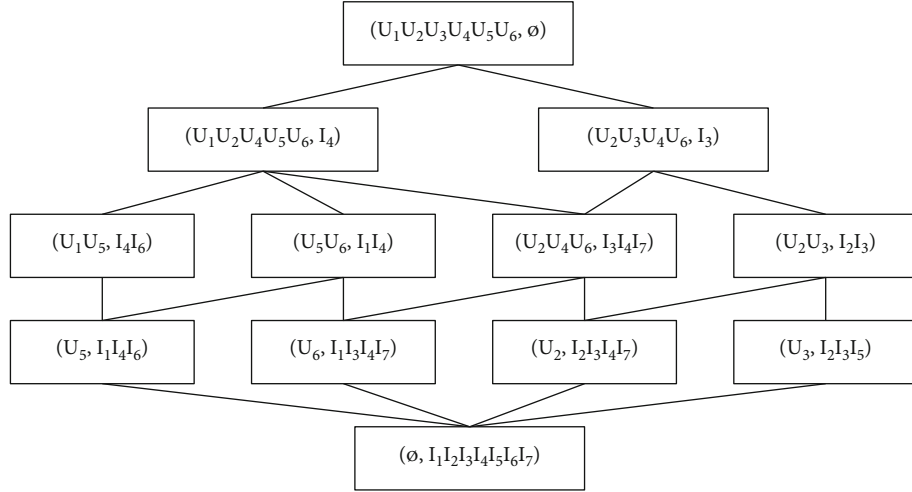 (U₁U₂U₃U₄U₅U₆, ø)
(U₁U₂U₄U₅U₆, I₄)
(U₂U₃U₄U₆, I₃)
(U₁U₅, I₄I₆)
(U₅U₆, I₁I₄)
(U₂U₄U₆, I₃I₄I₇)
(U₂U₃, I₂I₃)
(U₅, I₁I₄I₆)
(U₆, I₁I₃I₄I₇)
(U₂, I₂I₃I₄I₇)
(U₃, I₂I₃I₅)
(ø, I₁I₂I₃I₄I₅I₆I₇)